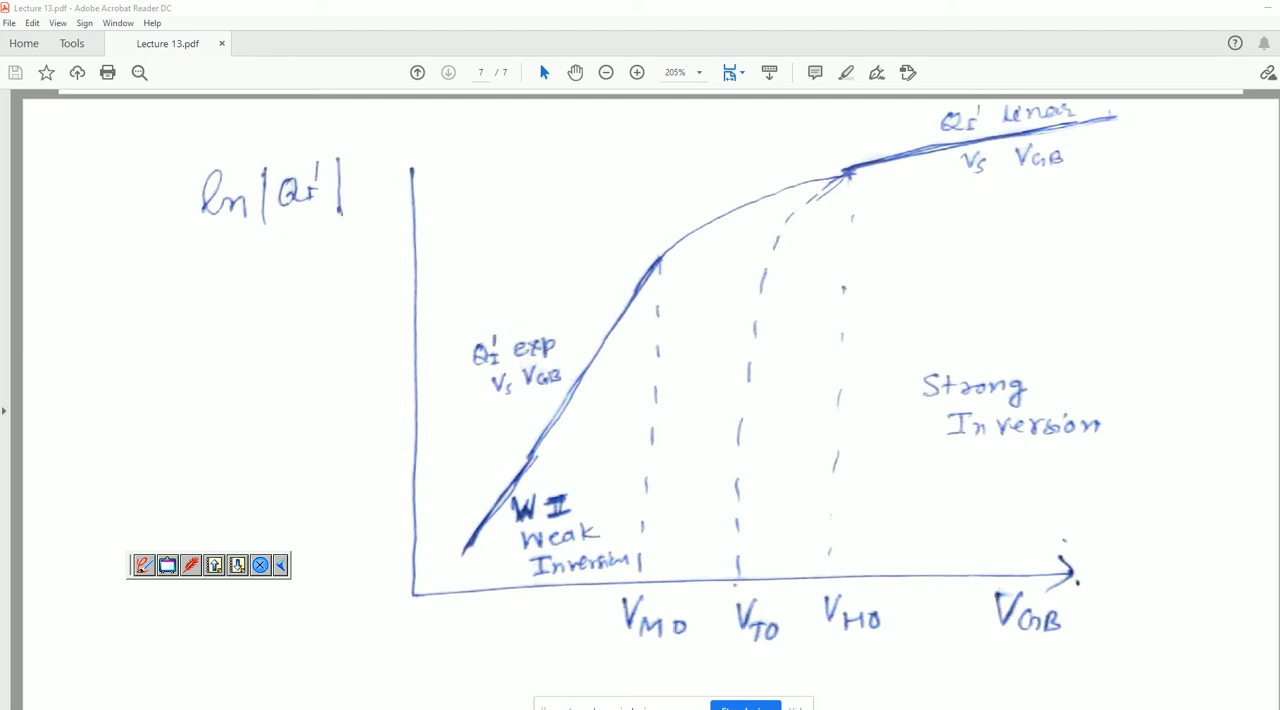 Lecture 13.pdf - Adobe Acrobat Reader DC
File Edit View Sign Window Help
Home Tools Lecture 13.pdf ×
7 / 7 205%
ln|QI'|
QI' linear
vs VGB
QI' exp
vs VGB
WI
Weak
Inversion
Strong
Inversion
VM0 VT0 VH0 VGB